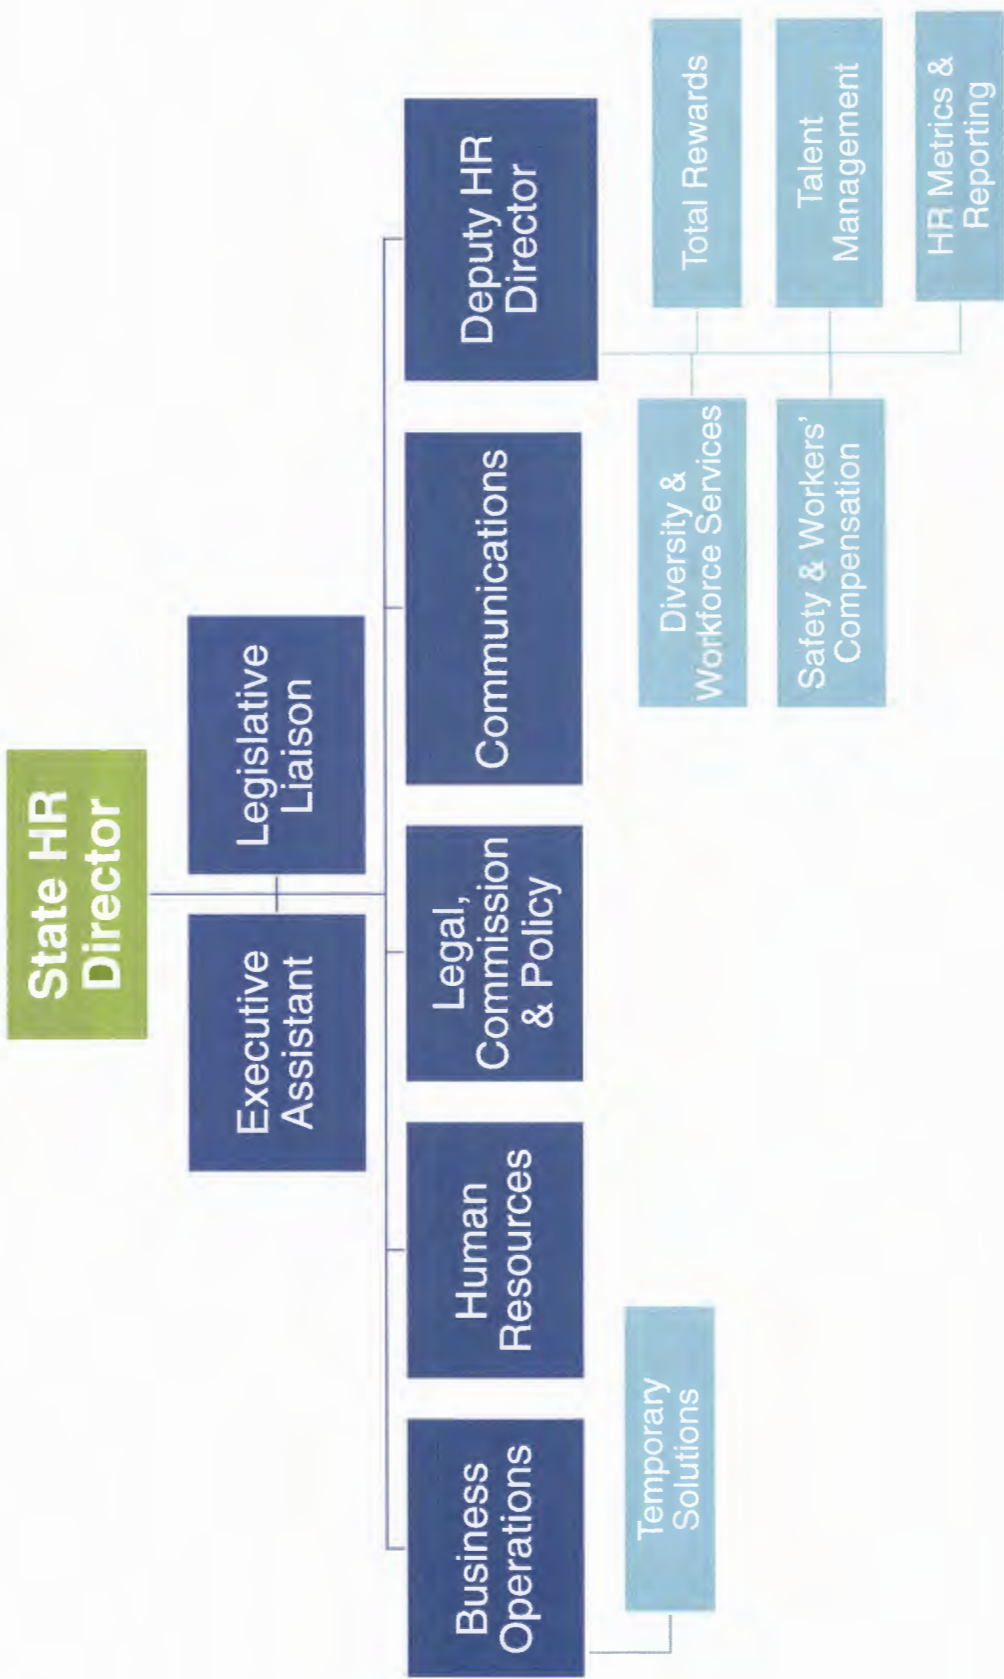 State HR
Director
Executive
Assistant
Legislative
Liaison
Business
Operations
Human
Resources
Legal,
Commission
& Policy
Communications
Deputy HR
Director
Temporary
Solutions
Diversity &
Workforce Services
Total Rewards
Safety & Workers’
Compensation
Talent
Management
HR Metrics &
Reporting